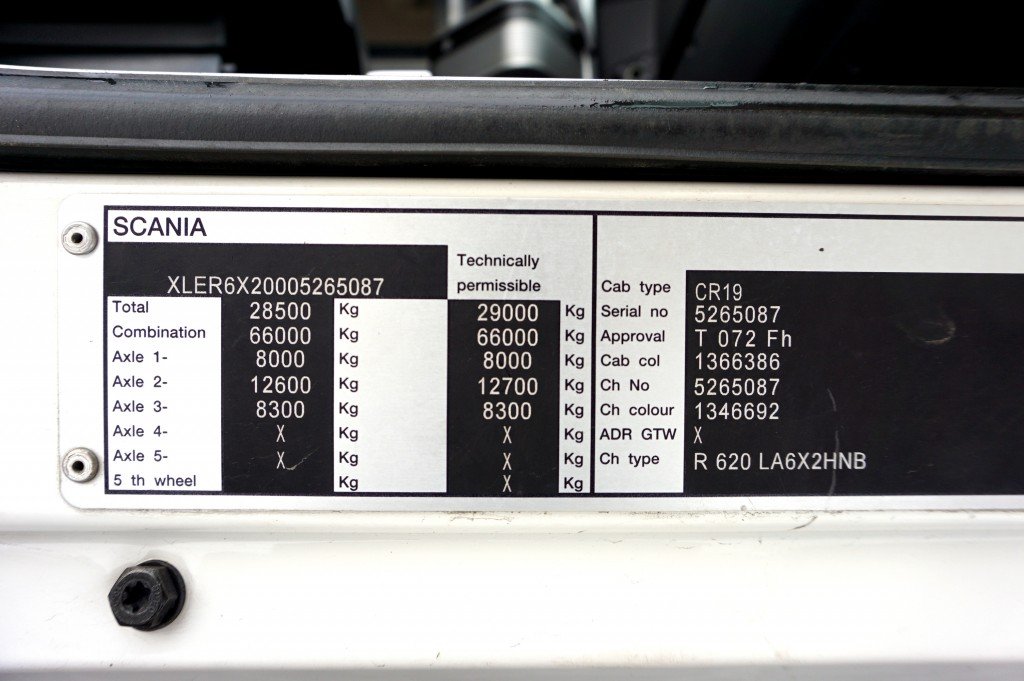 SCANIA
XLER6X20005265087
Technically
permissible
Total 28500 Kg 29000 Kg
Combination 66000 Kg 66000 Kg
Axle 1- 8000 Kg 8000 Kg
Axle 2- 12600 Kg 12700 Kg
Axle 3- 8300 Kg 8300 Kg
Axle 4- X Kg X Kg
Axle 5- X Kg X Kg
5 th wheel Kg X Kg
Cab type CR19
Serial no 5265087
Approval T 072 Fh
Cab col 1366386
Ch No 5265087
Ch colour 1346692
ADR GTW X
Ch type R 620 LA6X2HNB